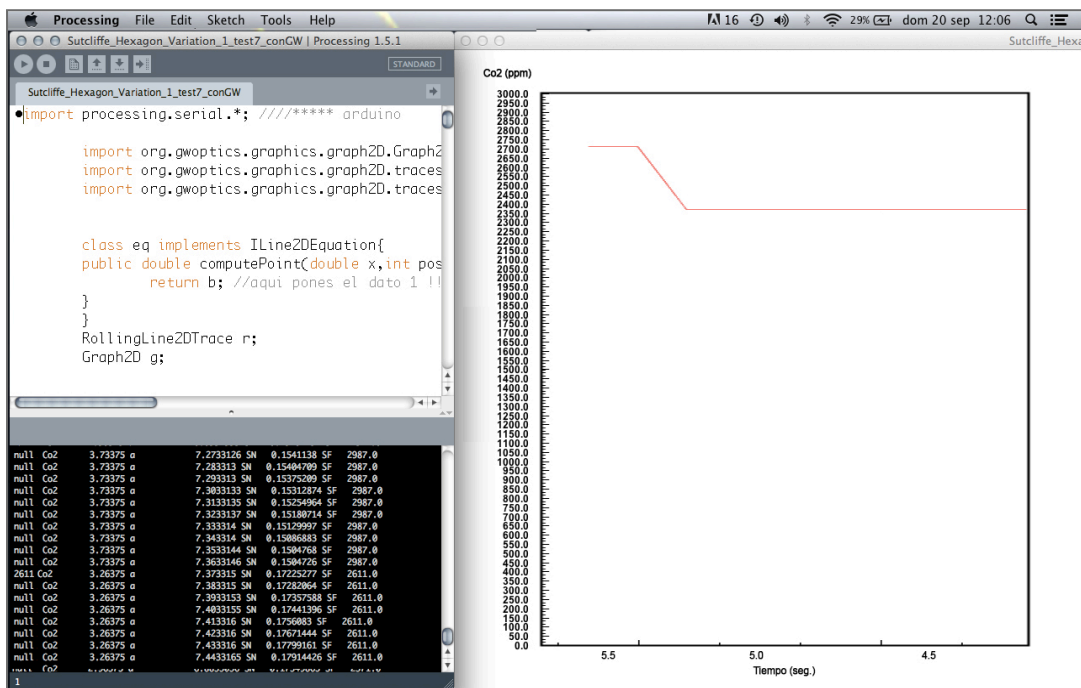 Processing File Edit Sketch Tools Help
16 29% dom 20 sep 12:06
Sutcliffe_Hexagon_Variation_1_test7_conGW | Processing 1.5.1
STANDARD
Sutcliffe_Hexagon_Variation_1_test7_conGW
import processing.serial.*; ////***** arduino
import org.gwoptics.graphics.graph2D.Graph2
import org.gwoptics.graphics.graph2D.traces
import org.gwoptics.graphics.graph2D.traces
class eq implements ILine2DEquation{
public double computePoint(double x,int pos
return b; //aqui pones el dato 1 !!
}
}
RollingLine2DTrace r;
Graph2D g;
null Co2 3.73375 a 7.2733126 SN 0.1541138 SF 2987.0
null Co2 3.73375 a 7.283313 SN 0.15404709 SF 2987.0
null Co2 3.73375 a 7.293313 SN 0.15375209 SF 2987.0
null Co2 3.73375 a 7.3033133 SN 0.15312874 SF 2987.0
null Co2 3.73375 a 7.3133135 SN 0.15254964 SF 2987.0
null Co2 3.73375 a 7.3233137 SN 0.15180714 SF 2987.0
null Co2 3.73375 a 7.333314 SN 0.15129997 SF 2987.0
null Co2 3.73375 a 7.343314 SN 0.15086883 SF 2987.0
null Co2 3.73375 a 7.3533144 SN 0.1504768 SF 2987.0
null Co2 3.73375 a 7.3633146 SN 0.1504726 SF 2987.0
2611 Co2 3.26375 a 7.373315 SN 0.17225277 SF 2611.0
null Co2 3.26375 a 7.383315 SN 0.17282064 SF 2611.0
null Co2 3.26375 a 7.3933153 SN 0.17357588 SF 2611.0
null Co2 3.26375 a 7.4033155 SN 0.17441396 SF 2611.0
null Co2 3.26375 a 7.413316 SN 0.1756083 SF 2611.0
null Co2 3.26375 a 7.423316 SN 0.17671444 SF 2611.0
null Co2 3.26375 a 7.433316 SN 0.17799161 SF 2611.0
null Co2 3.26375 a 7.4433165 SN 0.17914426 SF 2611.0
1
Sutcliffe_Hexa
Co2 (ppm)
3000.0
2950.0
2900.0
2850.0
2800.0
2750.0
2700.0
2650.0
2600.0
2550.0
2500.0
2450.0
2400.0
2350.0
2300.0
2250.0
2200.0
2150.0
2100.0
2050.0
2000.0
1950.0
1900.0
1850.0
1800.0
1750.0
1700.0
1650.0
1600.0
1550.0
1500.0
1450.0
1400.0
1350.0
1300.0
1250.0
1200.0
1150.0
1100.0
1050.0
1000.0
950.0
900.0
850.0
800.0
750.0
700.0
650.0
600.0
550.0
500.0
450.0
400.0
350.0
300.0
250.0
200.0
150.0
100.0
50.0
0.0
5.5 5.0 4.5
Tiempo (seg.)